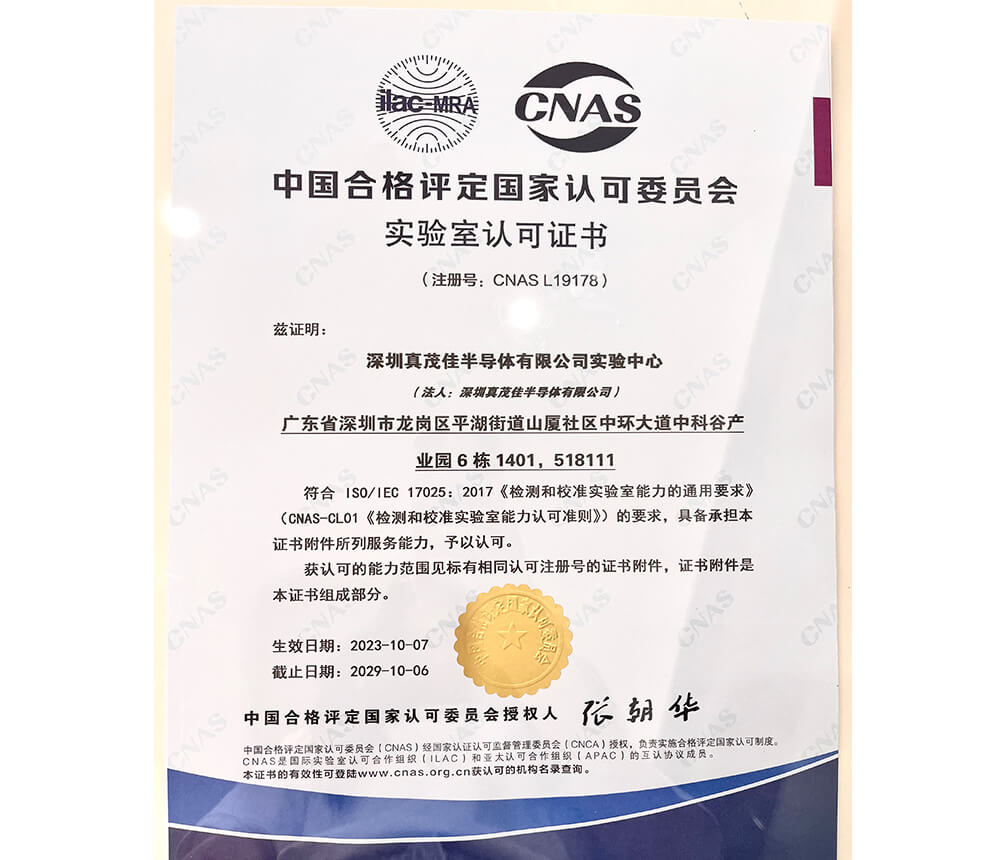 ilac-MRA
CNAS
中国合格评定国家认可委员会
实验室认可证书
（注册号：CNAS L19178）
兹证明：
深圳真茂佳半导体有限公司实验中心
（法人：深圳真茂佳半导体有限公司）
广东省深圳市龙岗区平湖街道山厦社区中环大道中科谷产
业园 6 栋 1401，518111
符合 ISO/IEC 17025：2017《检测和校准实验室能力的通用要求》
（CNAS-CL01《检测和校准实验室能力认可准则》）的要求，具备承担本
证书附件所列服务能力，予以认可。
获认可的能力范围见标有相同认可注册号的证书附件，证书附件是
本证书组成部分。
生效日期：2023-10-07
截止日期：2029-10-06
中国合格评定国家认可委员会
中国合格评定国家认可委员会授权人 张朝华
中国合格评定国家认可委员会（CNAS）经国家认证认可监督管理委员会（CNCA）授权，负责实施合格评定国家认可制度。
CNAS是国际实验室认可合作组织（ILAC）和亚太认可合作组织（APAC）的互认协议成员。
本证书的有效性可登陆www.cnas.org.cn获认可的机构名录查询。